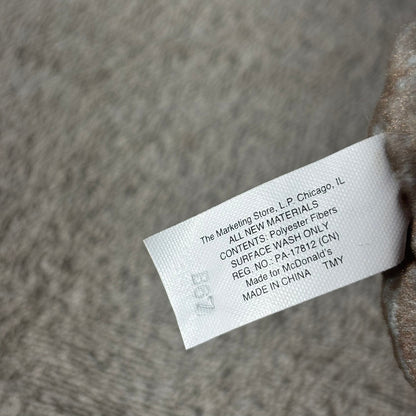 The Marketing Store, L.P. Chicago, IL
ALL NEW MATERIALS
CONTENTS: Polyester Fibers
SURFACE WASH ONLY
REG. NO.: PA-17812 (CN)
Made for McDonald's
MADE IN CHINA TMY